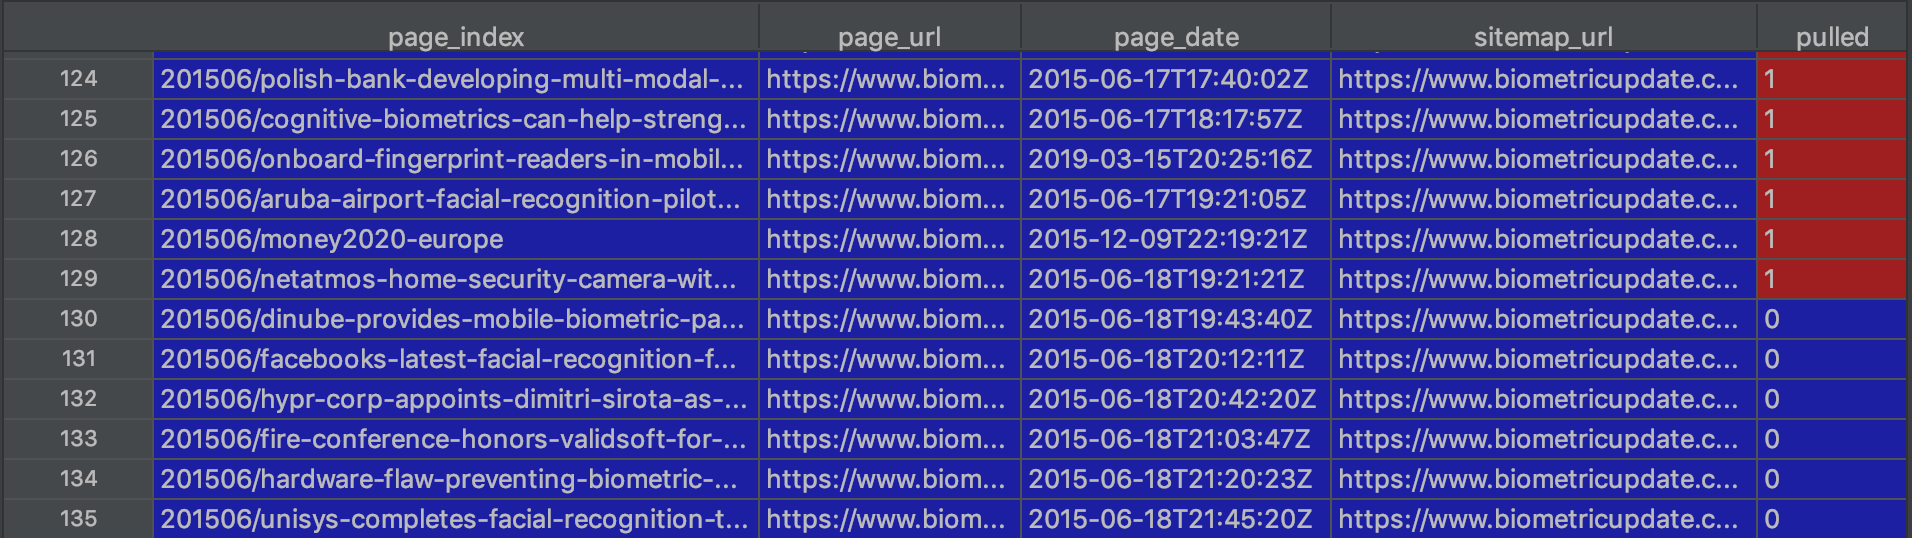 page_index page_url page_date sitemap_url pulled
124 201506/polish-bank-developing-multi-modal-... https://www.biom... 2015-06-17T17:40:02Z https://www.biometricupdate.c... 1
125 201506/cognitive-biometrics-can-help-streng... https://www.biom... 2015-06-17T18:17:57Z https://www.biometricupdate.c... 1
126 201506/onboard-fingerprint-readers-in-mobil... https://www.biom... 2019-03-15T20:25:16Z https://www.biometricupdate.c... 1
127 201506/aruba-airport-facial-recognition-pilot... https://www.biom... 2015-06-17T19:21:05Z https://www.biometricupdate.c... 1
128 201506/money2020-europe https://www.biom... 2015-12-09T22:19:21Z https://www.biometricupdate.c... 1
129 201506/netatmos-home-security-camera-wit... https://www.biom... 2015-06-18T19:21:21Z https://www.biometricupdate.c... 1
130 201506/dinube-provides-mobile-biometric-pa... https://www.biom... 2015-06-18T19:43:40Z https://www.biometricupdate.c... 0
131 201506/facebooks-latest-facial-recognition-f... https://www.biom... 2015-06-18T20:12:11Z https://www.biometricupdate.c... 0
132 201506/hypr-corp-appoints-dimitri-sirota-as-... https://www.biom... 2015-06-18T20:42:20Z https://www.biometricupdate.c... 0
133 201506/fire-conference-honors-validsoft-for-... https://www.biom... 2015-06-18T21:03:47Z https://www.biometricupdate.c... 0
134 201506/hardware-flaw-preventing-biometric-... https://www.biom... 2015-06-18T21:20:23Z https://www.biometricupdate.c... 0
135 201506/unisys-completes-facial-recognition-t... https://www.biom... 2015-06-18T21:45:20Z https://www.biometricupdate.c... 0